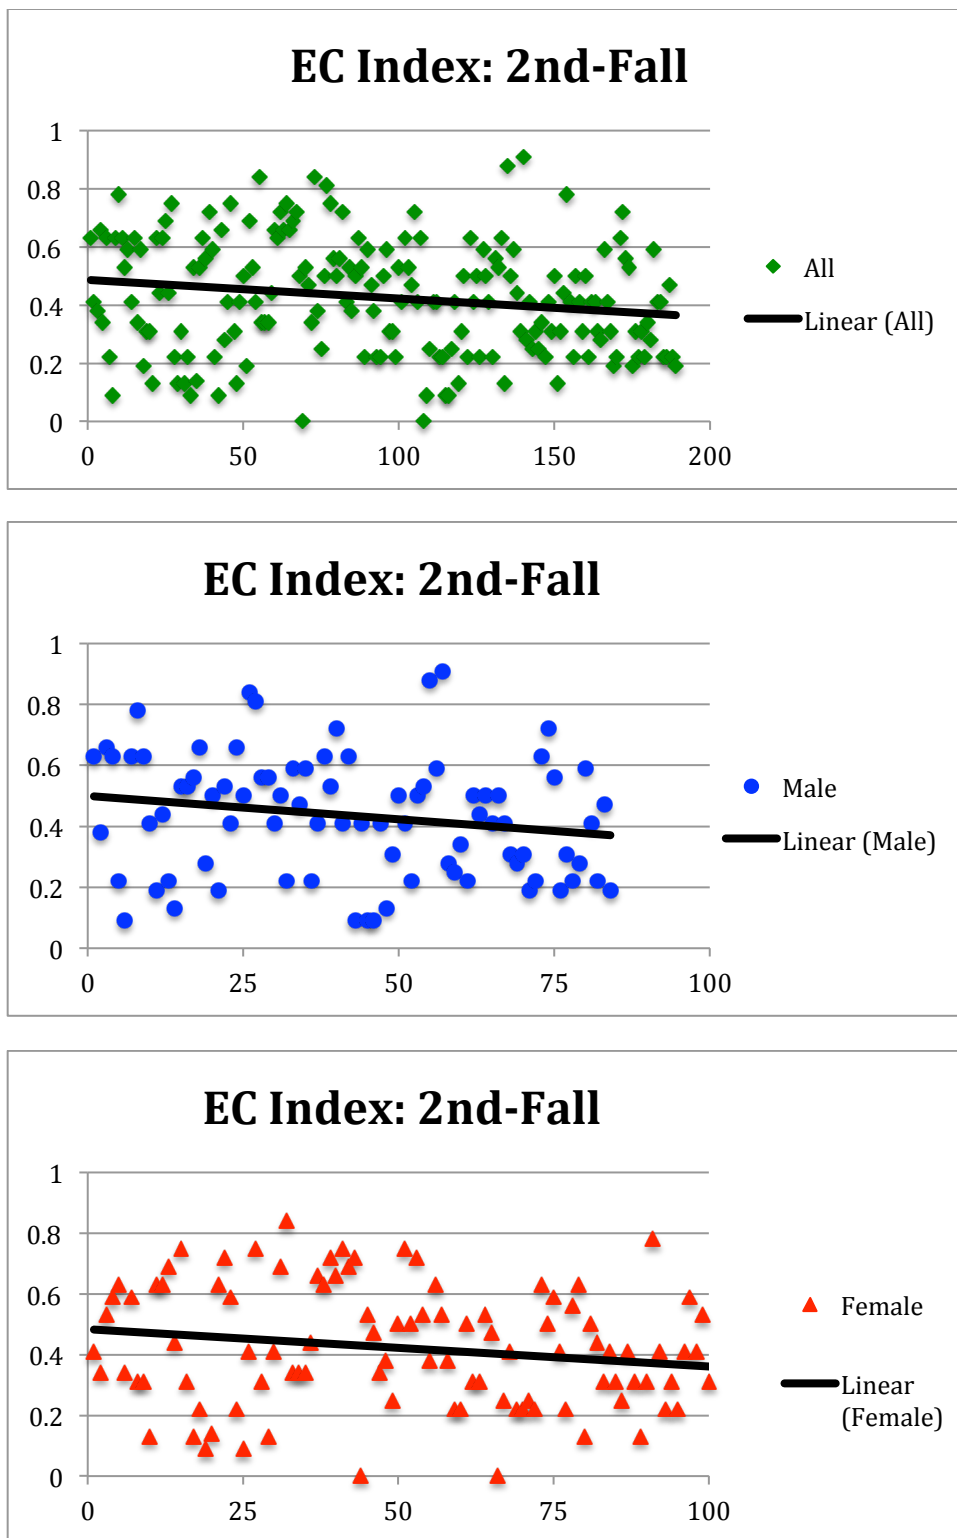 EC Index: 2nd-Fall
1
0.8
0.6
0.4
0.2
0
0 50 100 150 200
All
Linear (All)
EC Index: 2nd-Fall
1
0.8
0.6
0.4
0.2
0
0 25 50 75 100
Male
Linear (Male)
EC Index: 2nd-Fall
1
0.8
0.6
0.4
0.2
0
0 25 50 75 100
Female
Linear
(Female)